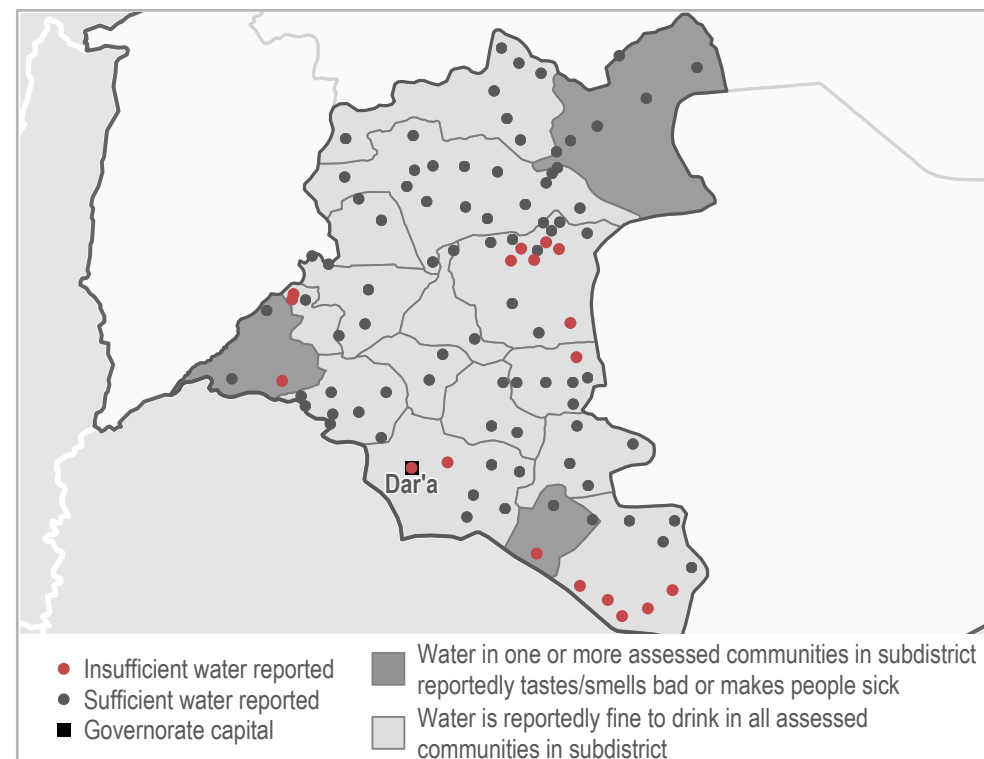 Dar'a
Insufficient water reported
Sufficient water reported
Governorate capital
Water in one or more assessed communities in subdistrict
reportedly tastes/smells bad or makes people sick
Water is reportedly fine to drink in all assessed
communities in subdistrict